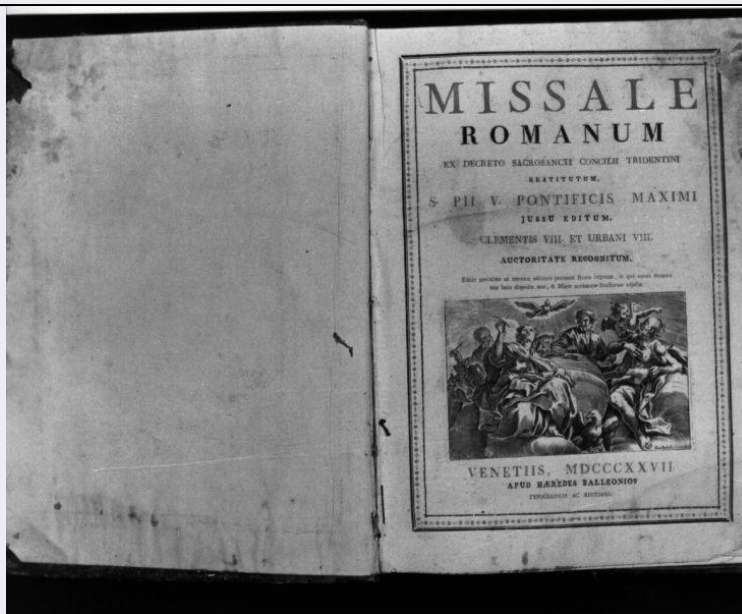 MISSALE
ROMANUM
EX DECRETO SACROSANCTI CONCILII TRIDENTINI
RESTITUTUM,
S. PII V. PONTIFICIS MAXIMI
JUSSU EDITUM,
CLEMENTIS VIII. ET URBANI VIII.
AUCTORITATE RECOGNITUM,
VENETIIS, MDCCCXXVII
APUD HÆREDES BALLEONIOS